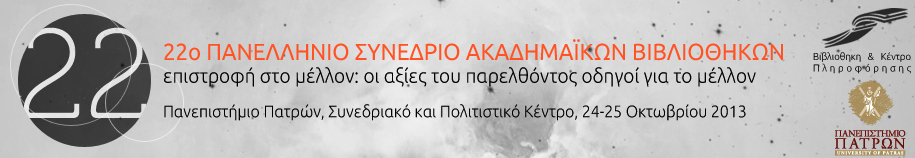 22
22ο ΠΑΝΕΛΛΗΝΙΟ ΣΥΝΕΔΡΙΟ ΑΚΑΔΗΜΑΪΚΩΝ ΒΙΒΛΙΟΘΗΚΩΝ
επιστροφή στο μέλλον: οι αξίες του παρελθόντος οδηγοί για το μέλλον
Πανεπιστήμιο Πατρών, Συνεδριακό και Πολιτιστικό Κέντρο, 24-25 Οκτωβρίου 2013
Βιβλιοθήκη & Κέντρο
Πληροφόρησης
ΠΑΝΕΠΙΣΤΗΜΙΟ
ΠΑΤΡΩΝ
UNIVERSITY OF PATRAS